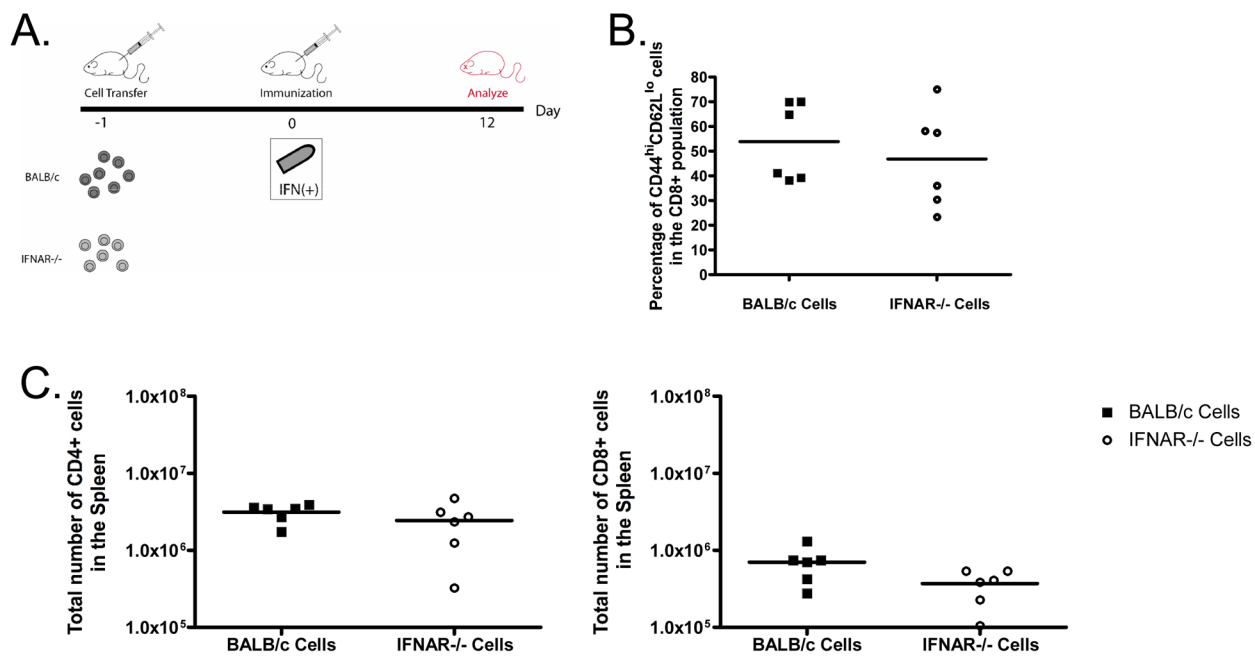 A.
Cell Transfer
Immunization
Analyze
Day
-1
0
12
BALB/c
IFN(+)
IFNAR-/-
B.
Percentage of CD44hiCD62Llo cells
in the CD8+ population
80
70
60
50
40
30
20
10
0
BALB/c Cells
IFNAR-/- Cells
C.
Total number of CD4+ cells
in the Spleen
1.0x10^8
1.0x10^7
1.0x10^6
1.0x10^5
BALB/c Cells
IFNAR-/- Cells
Total number of CD8+ cells
in the Spleen
1.0x10^8
1.0x10^7
1.0x10^6
1.0x10^5
BALB/c Cells
IFNAR-/- Cells
BALB/c Cells
IFNAR-/- Cells